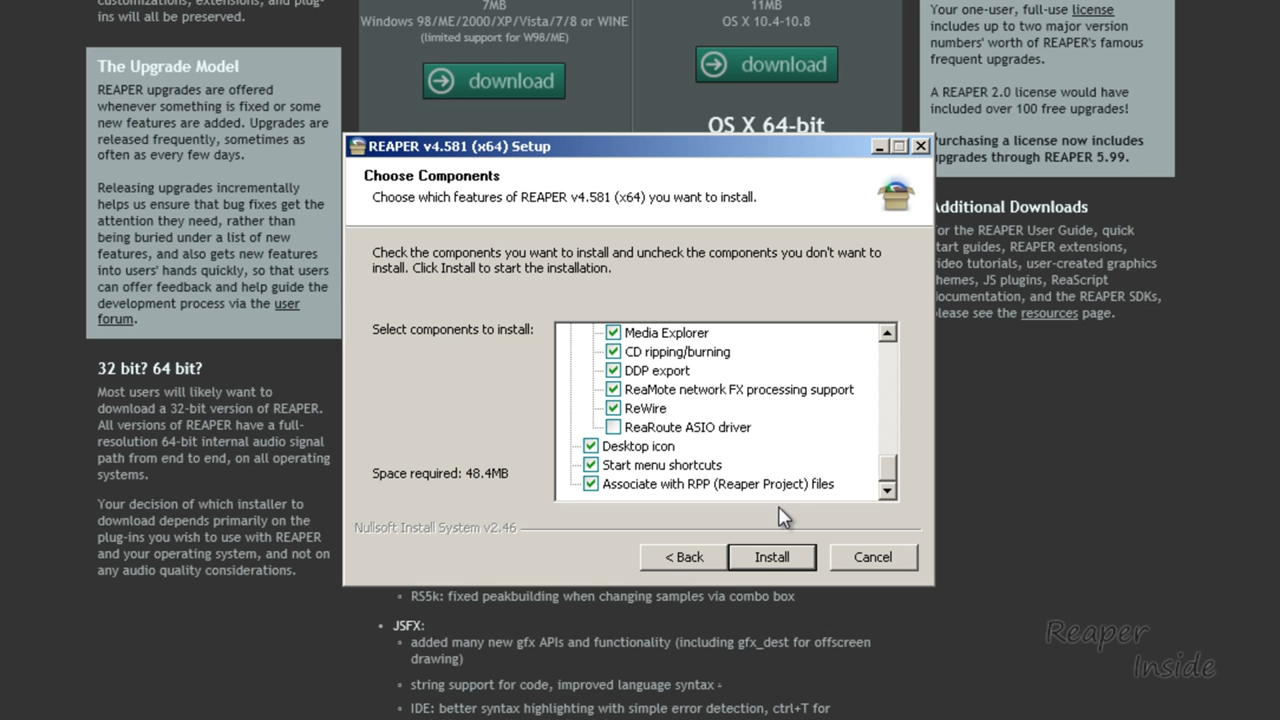 customizations, extensions, and plug-
ins will all be preserved.
The Upgrade Model
REAPER upgrades are offered
whenever something is fixed or some
new features are added. Upgrades are
released frequently, sometimes as
often as every few days.
Releasing upgrades incrementally
helps us ensure that bug fixes get the
attention they need, rather than
being buried under a list of new
features, and also gets new features
into users' hands quickly, so that users
can offer feedback and help guide the
development process via the user
forum.
32 bit? 64 bit?
Most users will likely want to
download a 32-bit version of REAPER.
All versions of REAPER have a full-
resolution 64-bit internal audio signal
path from end to end, on all operating
systems.
Your decision of which installer to
download depends primarily on the
plug-ins you wish to use with REAPER
and your operating system, and not on
any audio quality considerations.
7MB
Windows 98/ME/2000/XP/Vista/7/8 or WINE
(limited support for W98/ME)
download
11MB
OS X 10.4-10.8
download
OS X 64-bit
REAPER v4.581 (x64) Setup
Choose Components
Choose which features of REAPER v4.581 (x64) you want to install.
Check the components you want to install and uncheck the components you don't want to
install. Click Install to start the installation.
Select components to install:
Media Explorer
CD ripping/burning
DDP export
ReaMote network FX processing support
ReWire
ReaRoute ASIO driver
Desktop icon
Start menu shortcuts
Associate with RPP (Reaper Project) files
Space required: 48.4MB
Nullsoft Install System v2.46
< Back
Install
Cancel
RS5k: fixed peakbuilding when changing samples via combo box
JSFX:
added many new gfx APIs and functionality (including gfx_dest for offscreen
drawing)
string support for code, improved language syntax -
IDE: better syntax highlighting with simple error detection, ctrl+T for
Your one-user, full-use license
includes up to two major version
numbers' worth of REAPER's famous
frequent upgrades.
A REAPER 2.0 license would have
included over 100 free upgrades!
urchasing a license now includes
pgrades through REAPER 5.99.
dditional Downloads
or the REAPER User Guide, quick
tart guides, REAPER extensions,
ideo tutorials, user-created graphics
hemes, JS plugins, ReaScript
ocumentation, and the REAPER SDKs,
lease see the resources page.
Reaper
Inside